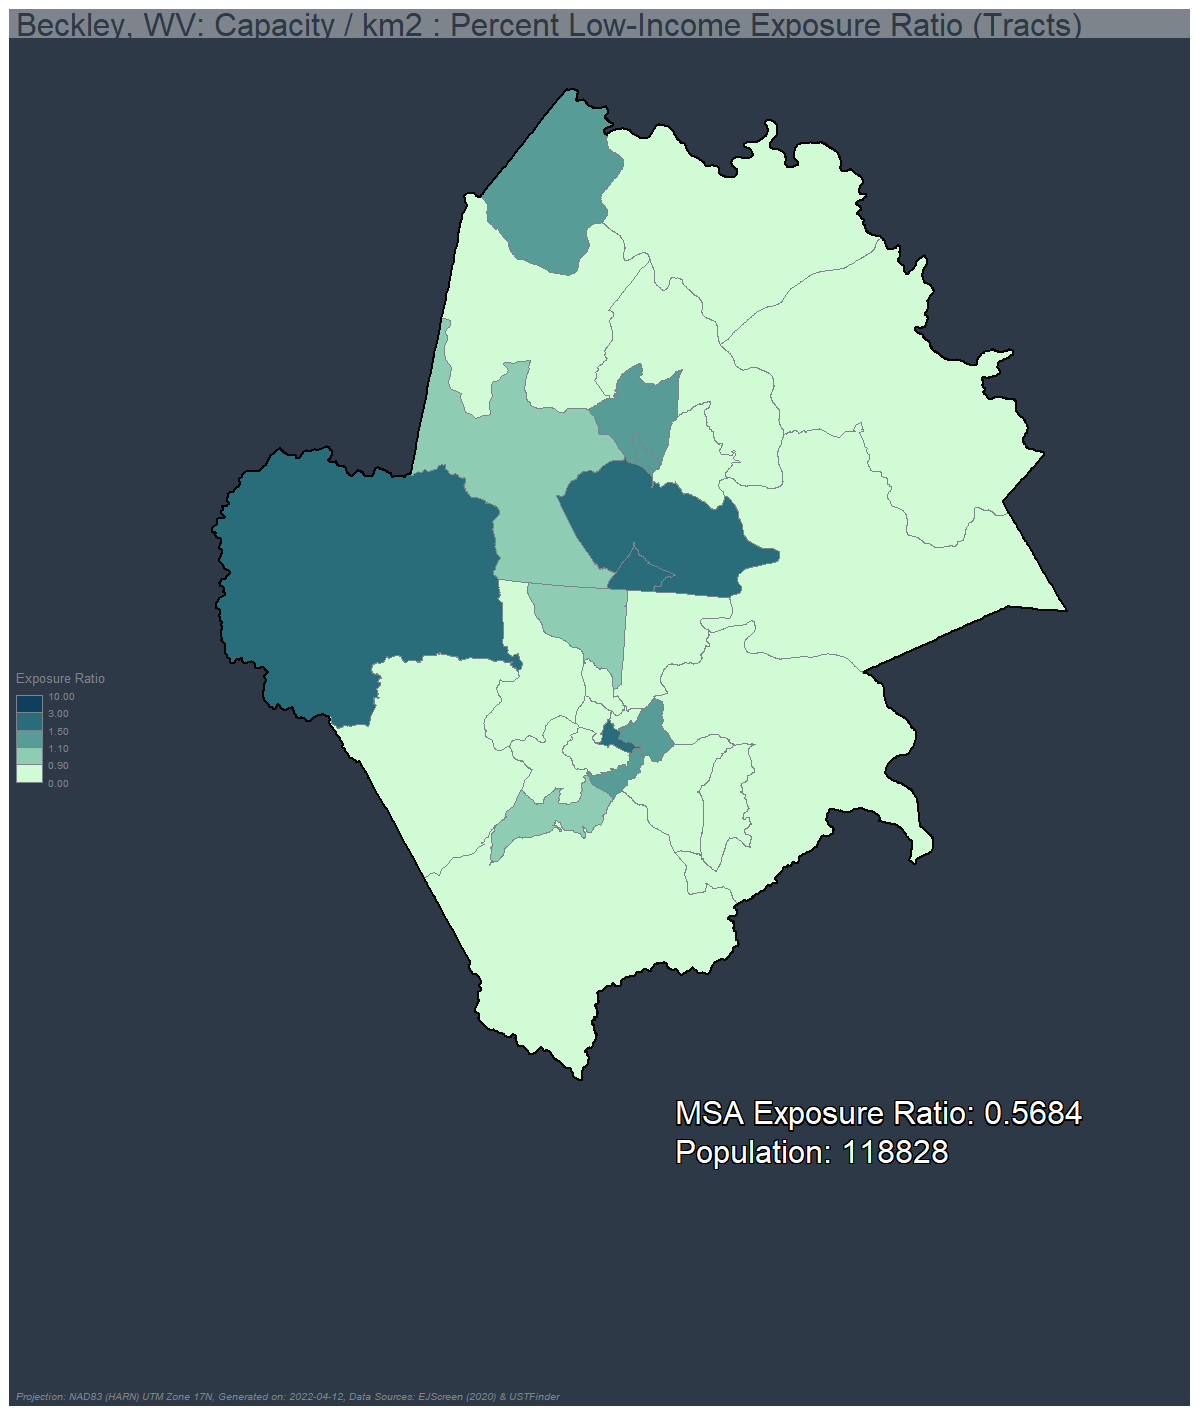 Beckley, WV: Capacity / km2 : Percent Low-Income Exposure Ratio (Tracts)
Exposure Ratio
10.00
3.00
1.50
1.10
0.90
0.00
MSA Exposure Ratio: 0.5684
Population: 118828
Projection: NAD83 (HARN) UTM Zone 17N, Generated on: 2022-04-12, Data Sources: EJScreen (2020) & USTFinder